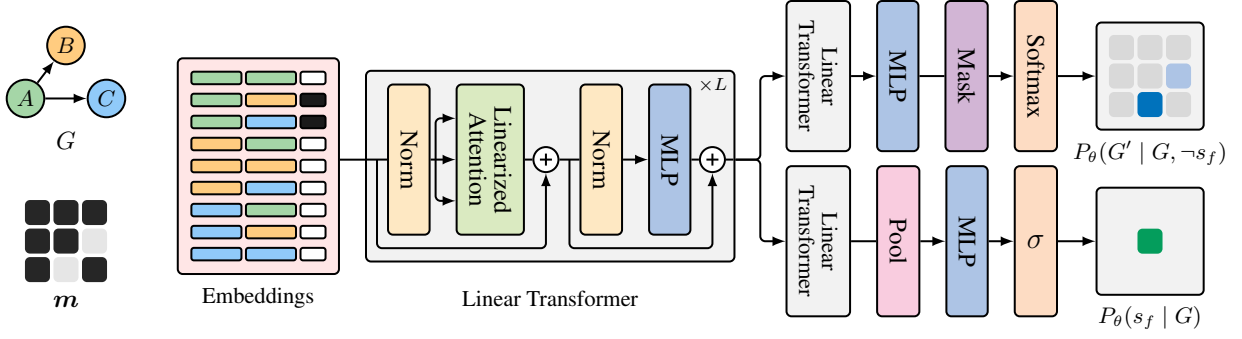 B
A
C
G
m
Embeddings
Norm
Linearized
Attention
Norm
MLP
×L
Linear Transformer
Linear
Transformer
MLP
Mask
Softmax
P_θ(G′ | G, ¬s_f)
Linear
Transformer
Pool
MLP
σ
P_θ(s_f | G)